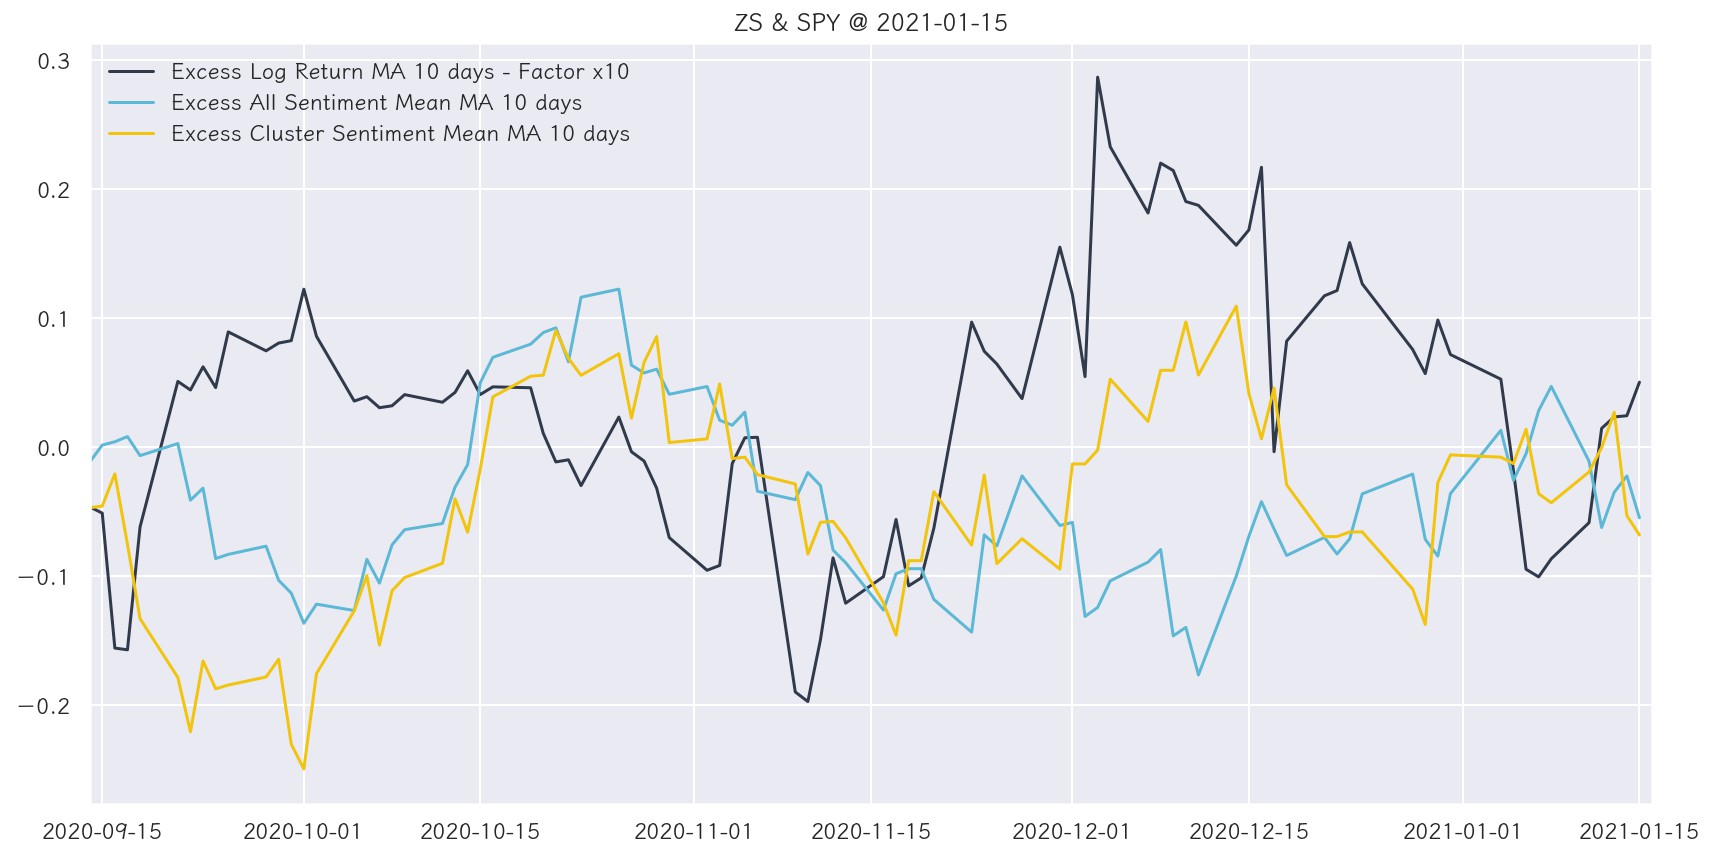 ZS & SPY @ 2021-01-15
Excess Log Return MA 10 days - Factor x10
Excess All Sentiment Mean MA 10 days
Excess Cluster Sentiment Mean MA 10 days
0.3
0.2
0.1
0.0
−0.1
−0.2
2020-09-15 2020-10-01 2020-10-15 2020-11-01 2020-11-15 2020-12-01 2020-12-15 2021-01-01 2021-01-15